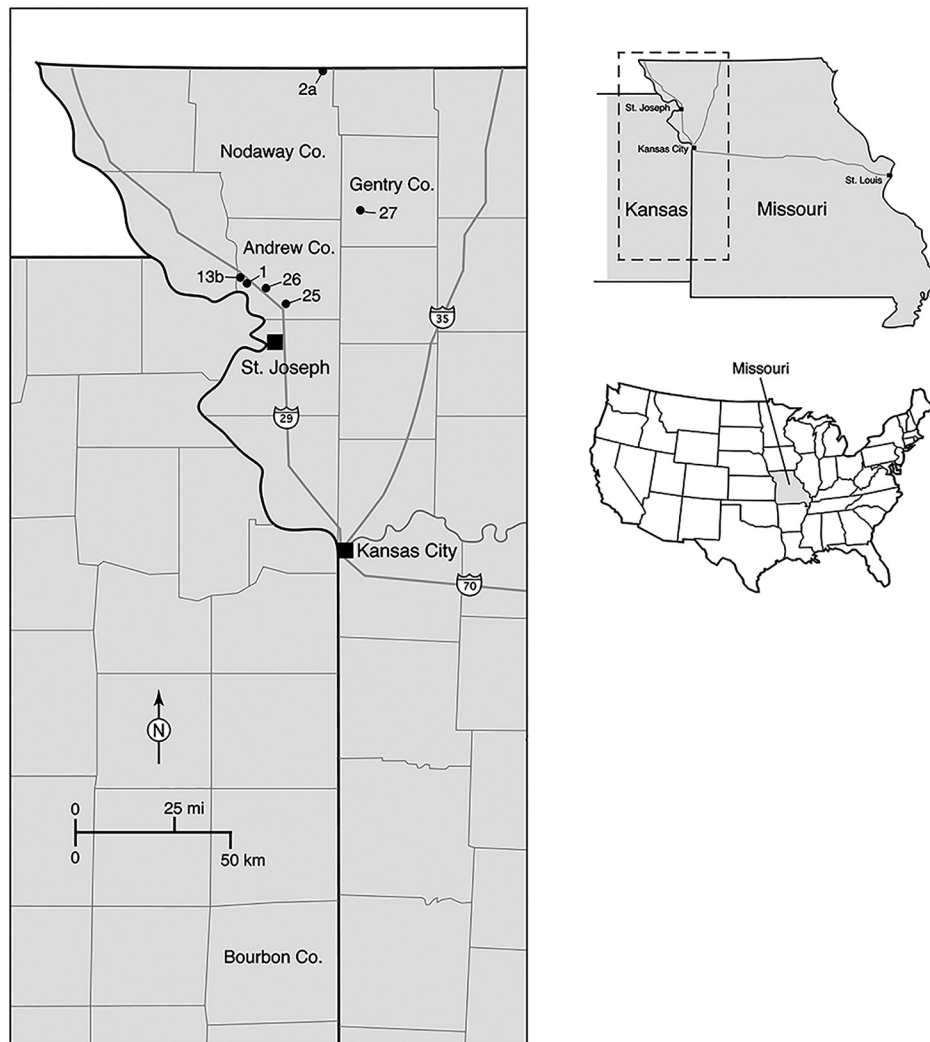 2a
Nodaway Co.
Gentry Co.
27
Andrew Co.
13b
1
26
25
35
St. Joseph
29
Kansas City
70
N
0
25 mi
0
50 km
Bourbon Co.
St. Joseph
Kansas City
St. Louis
Kansas
Missouri
Missouri